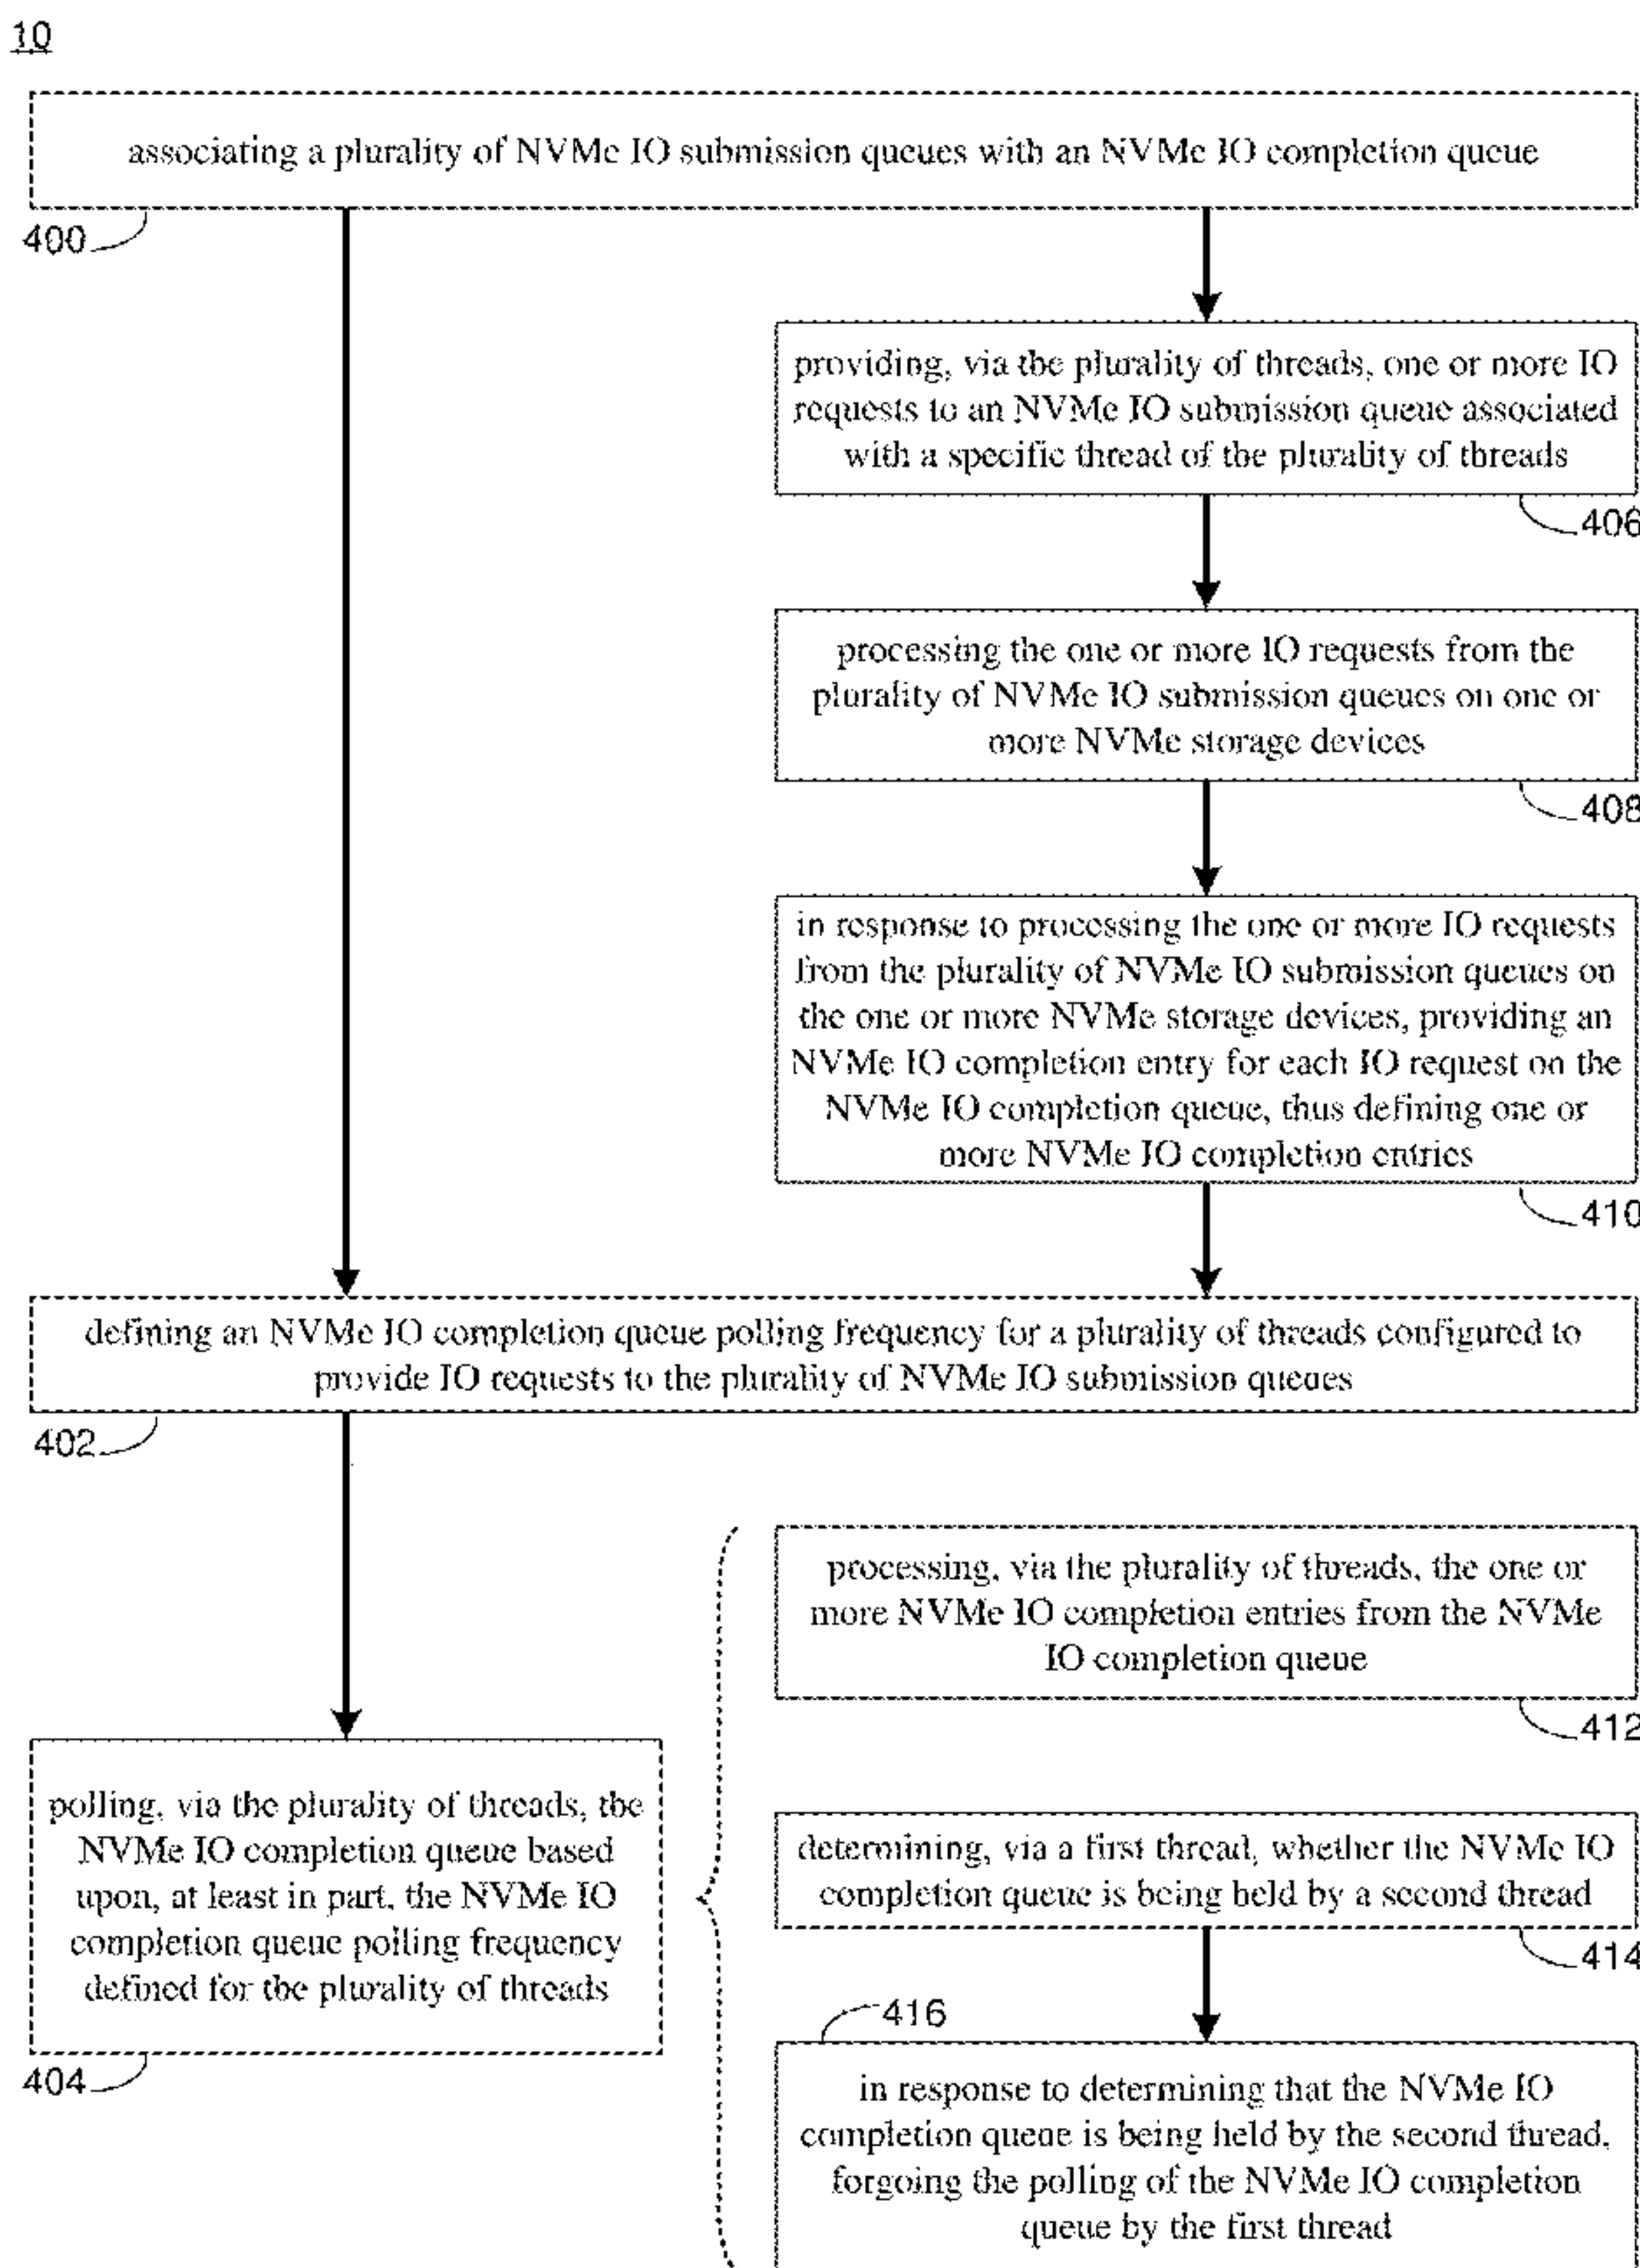 10
associating a plurality of NVMe IO submission queues with an NVMe IO completion queue
400
providing, via the plurality of threads, one or more IO
requests to an NVMe IO submission queue associated
with a specific thread of the plurality of threads
406
processing the one or more IO requests from the
plurality of NVMe IO submission queues on one or
more NVMe storage devices
408
in response to processing the one or more IO requests
from the plurality of NVMe IO submission queues on
the one or more NVMe storage devices, providing an
NVMe IO completion entry for each IO request on the
NVMe IO completion queue, thus defining one or
more NVMe IO completion entries
410
defining an NVMe IO completion queue polling frequency for a plurality of threads configured to
provide IO requests to the plurality of NVMe IO submission queues
402
processing, via the plurality of threads, the one or
more NVMe IO completion entries from the NVMe
IO completion queue
412
polling, via the plurality of threads, the
NVMe IO completion queue based
upon, at least in part, the NVMe IO
completion queue polling frequency
defined for the plurality of threads
404
determining, via a first thread, whether the NVMe IO
completion queue is being held by a second thread
414
416
in response to determining that the NVMe IO
completion queue is being held by the second thread,
forgoing the polling of the NVMe IO completion
queue by the first thread